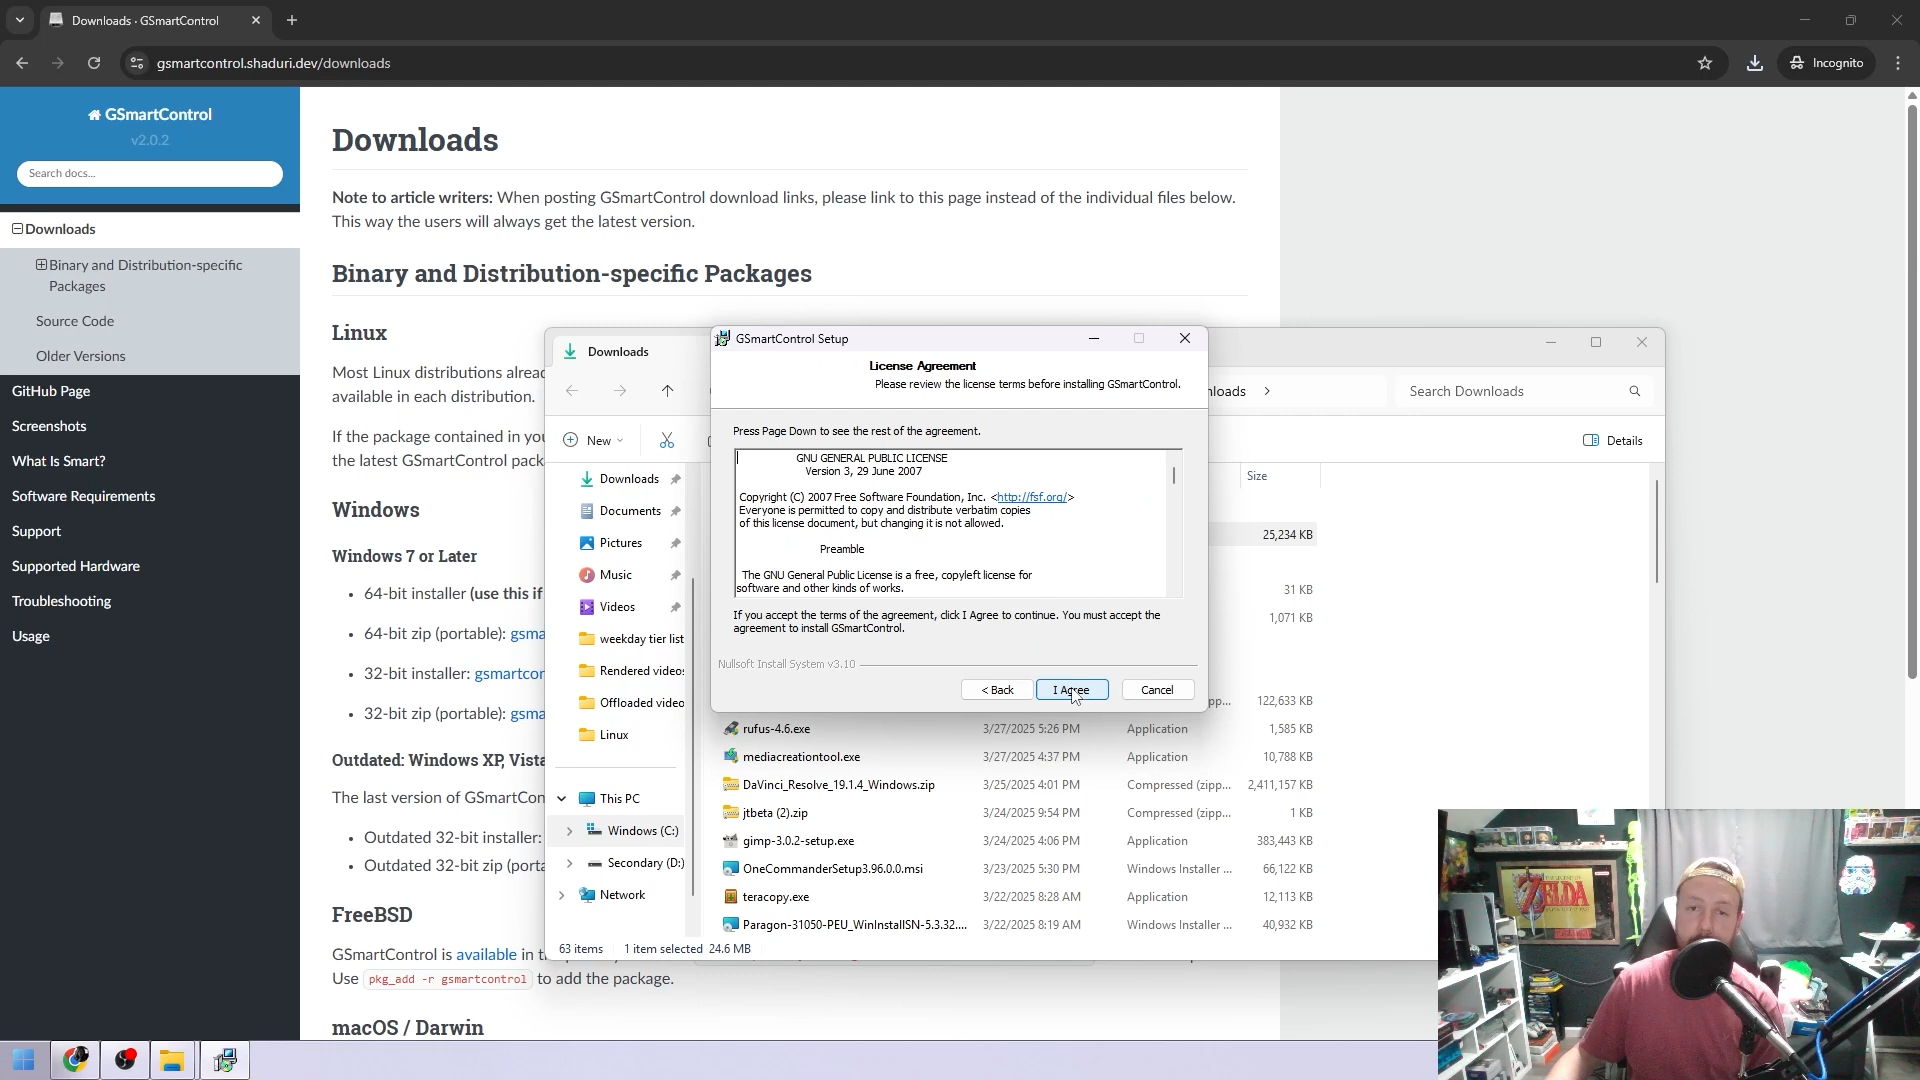 Downloads · GSmartControl
gsmartcontrol.shaduri.dev/downloads
Incognito
GSmartControl
v2.0.2
Search docs...
Downloads
Binary and Distribution-specific
Packages
Source Code
Older Versions
GitHub Page
Screenshots
What Is Smart?
Software Requirements
Support
Supported Hardware
Troubleshooting
Usage
Downloads
Note to article writers: When posting GSmartControl download links, please link to this page instead of the individual files below.
This way the users will always get the latest version.
Binary and Distribution-specific Packages
Linux
Most Linux distributions alrea
available in each distribution.
If the package contained in you
the latest GSmartControl pack
Windows
Windows 7 or Later
• 64-bit installer (use this if
• 64-bit zip (portable): gsma
• 32-bit installer: gsmartcor
• 32-bit zip (portable): gsma
Outdated: Windows XP, Vista
The last version of GSmartCon
• Outdated 32-bit installer:
• Outdated 32-bit zip (porta
FreeBSD
GSmartControl is available in t
Use pkg_add -r gsmartcontrol to add the package.
macOS / Darwin
Downloads
nloads
Search Downloads
New
Details
Downloads
Documents
Pictures
Music
Videos
weekday tier list
Rendered videos
Offloaded video
Linux
This PC
Windows (C:)
Secondary (D:)
Network
Size
25,234 KB
31 KB
1,071 KB
pp... 122,633 KB
rufus-4.6.exe 3/27/2025 5:26 PM Application 1,585 KB
mediacreationtool.exe 3/27/2025 4:37 PM Application 10,788 KB
DaVinci_Resolve_19.1.4_Windows.zip 3/25/2025 4:01 PM Compressed (zipp... 2,411,157 KB
jtbeta (2).zip 3/24/2025 9:54 PM Compressed (zipp... 1 KB
gimp-3.0.2-setup.exe 3/24/2025 4:06 PM Application 383,443 KB
OneCommanderSetup3.96.0.0.msi 3/23/2025 5:30 PM Windows Installer ... 66,122 KB
teracopy.exe 3/22/2025 8:28 AM Application 12,113 KB
Paragon-31050-PEU_WinInstallSN-5.3.32.... 3/22/2025 8:19 AM Windows Installer ... 40,932 KB
63 items 1 item selected 24.6 MB
GSmartControl Setup
License Agreement
Please review the license terms before installing GSmartControl.
Press Page Down to see the rest of the agreement.
GNU GENERAL PUBLIC LICENSE
Version 3, 29 June 2007
Copyright (C) 2007 Free Software Foundation, Inc. <http://fsf.org/>
Everyone is permitted to copy and distribute verbatim copies
of this license document, but changing it is not allowed.
Preamble
The GNU General Public License is a free, copyleft license for
software and other kinds of works.
If you accept the terms of the agreement, click I Agree to continue. You must accept the
agreement to install GSmartControl.
Nullsoft Install System v3.10
< Back
I Agree
Cancel
ZELDA